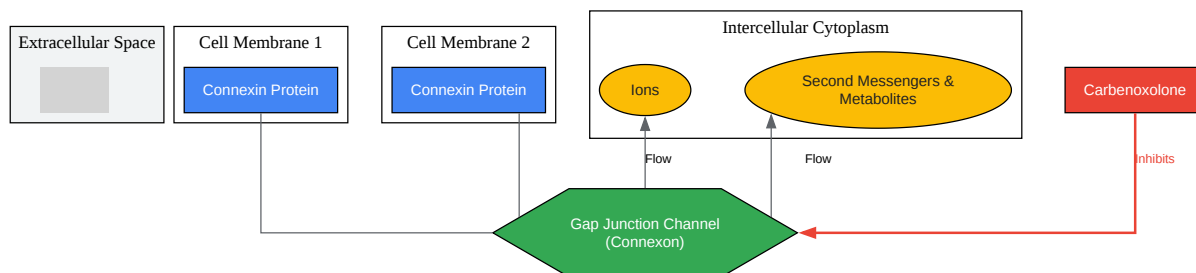 Extracellular Space
Cell Membrane 1
Connexin Protein
Cell Membrane 2
Connexin Protein
Intercellular Cytoplasm
Ions
Second Messengers &
Metabolites
Carbenoxolone
Flow
Flow
Inhibits
Gap Junction Channel
(Connexon)